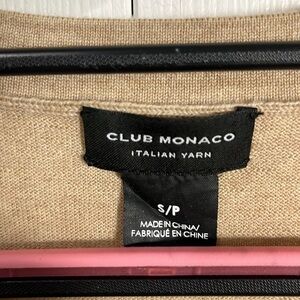 CLUB MONACO
ITALIAN YARN
S/P
MADE IN CHINA/
FABRIQUÉ EN CHINE